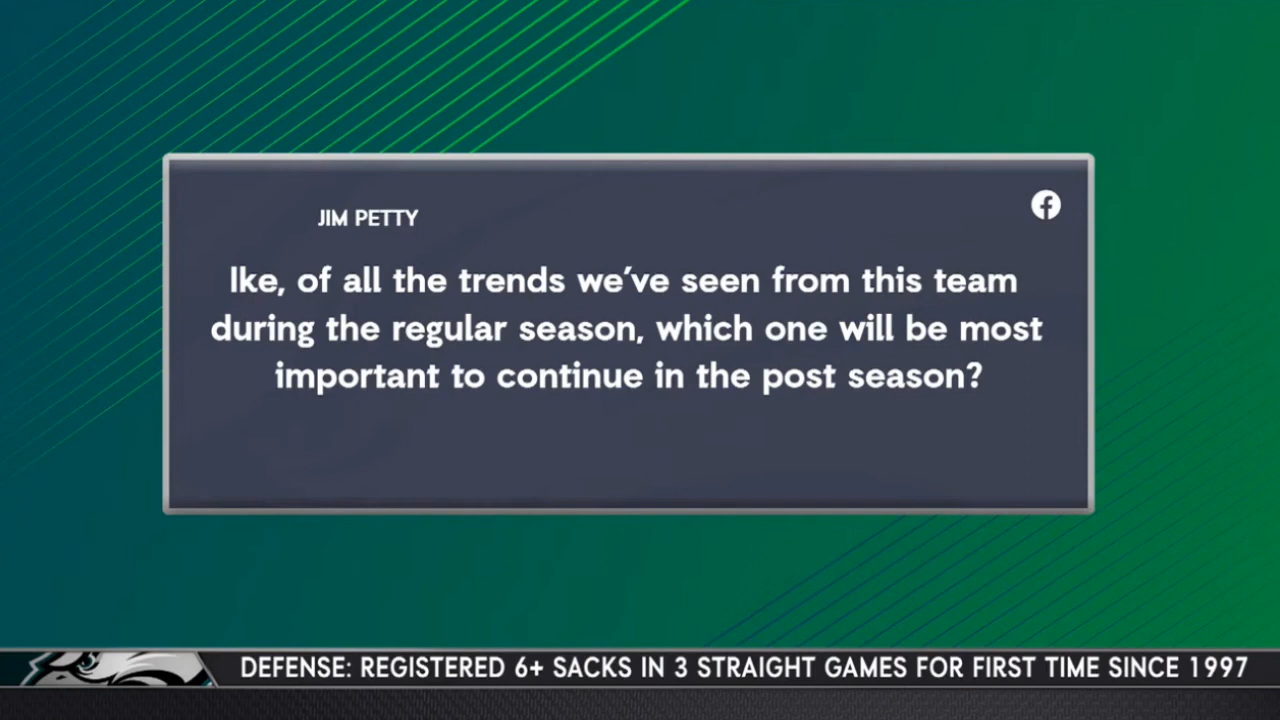 JIM PETTY
Ike, of all the trends we've seen from this team
during the regular season, which one will be most
important to continue in the post season?
DEFENSE: REGISTERED 6+ SACKS IN 3 STRAIGHT GAMES FOR FIRST TIME SINCE 1997